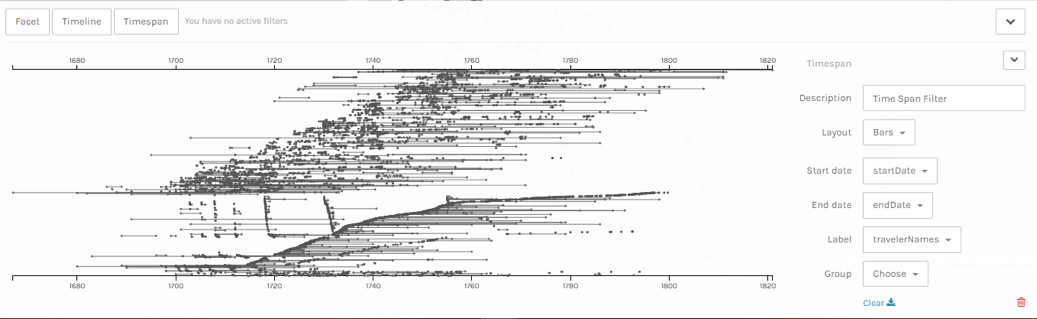 Facet Timeline Timespan You have no active filters
1680 1700 1720 1740 1760 1780 1800 1820
Timespan
Description Time Span Filter
Layout Bars
Start date startDate
End date endDate
Label travelerNames
Group Choose
1680 1700 1720 1740 1760 1780 1800 1820
Clear